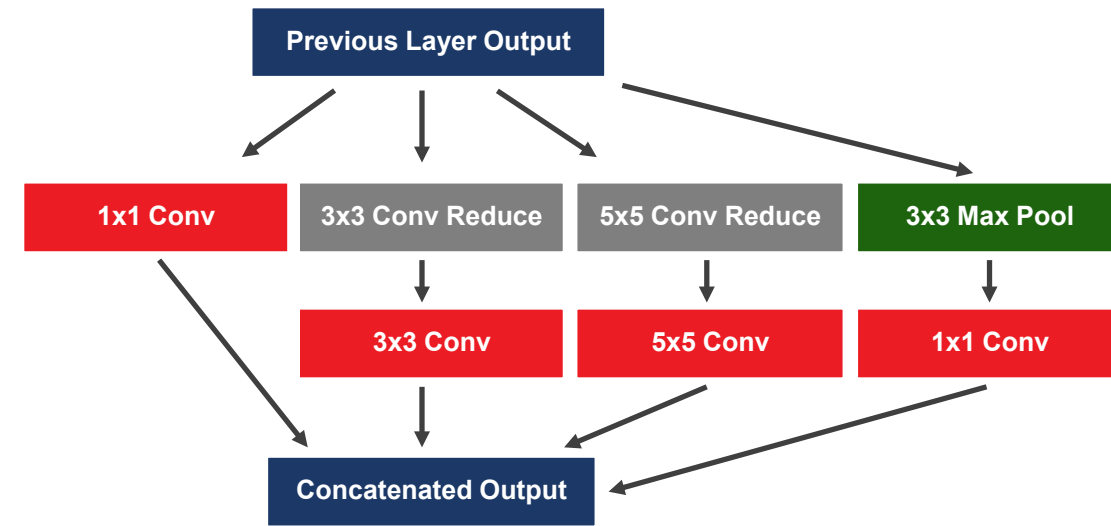 Previous Layer Output
1x1 Conv
3x3 Conv Reduce
5x5 Conv Reduce
3x3 Max Pool
3x3 Conv
5x5 Conv
1x1 Conv
Concatenated Output